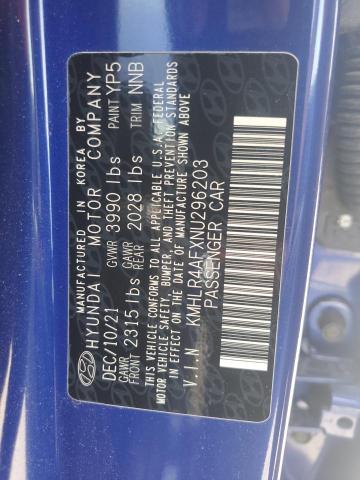 MANUFACTURED IN KOREA BY
HYUNDAI MOTOR COMPANY
PAINT YP5
TRIM NNB
DEC/10/21 GVWR 3990 lbs
GAWR FRONT 2315 lbs GAWR REAR 2028 lbs
THIS VEHICLE CONFORMS TO ALL APPLICABLE U.S.A. FEDERAL
MOTOR VEHICLE SAFETY, BUMPER, AND THEFT PREVENTION STANDARDS
IN EFFECT ON THE DATE OF MANUFACTURE SHOWN ABOVE
V.I.N KMHLR4AFXNU296203
PASSENGER CAR